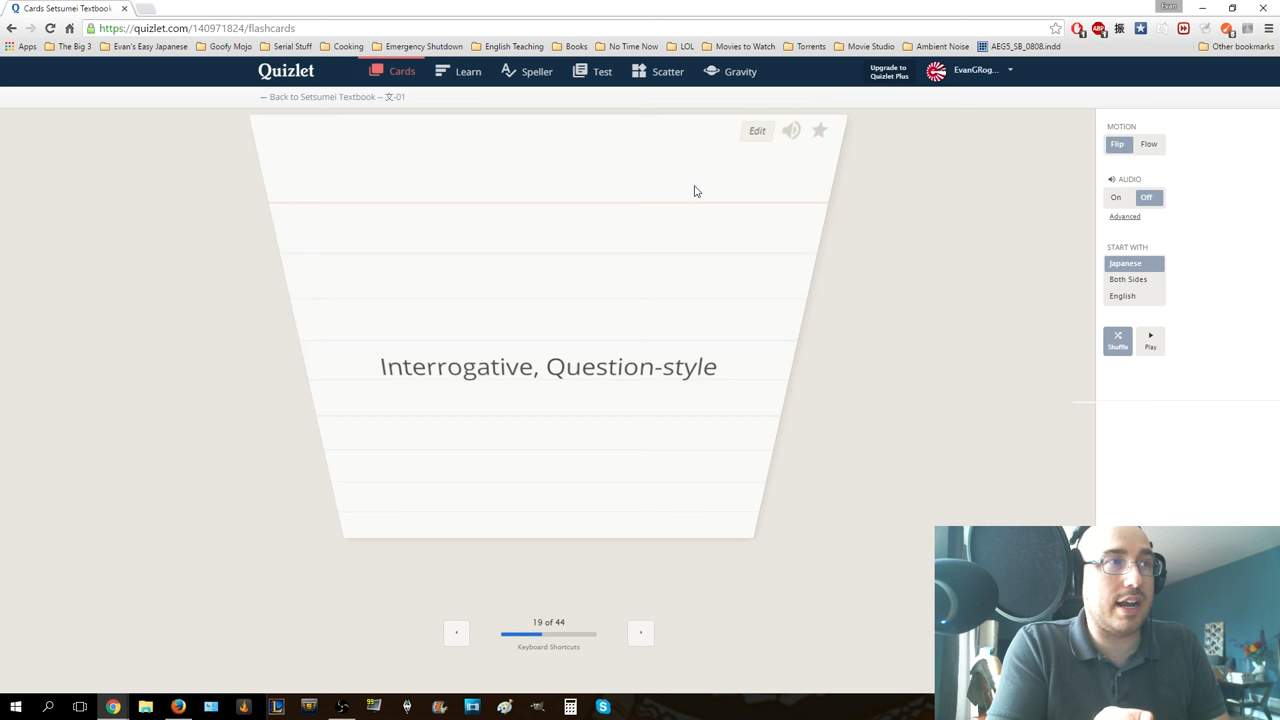 Cards Setsumei Textbook
Evan
https://quizlet.com/140971824/flashcards
Apps The Big 3 Evan's Easy Japanese Goofy Mojo Serial Stuff Cooking Emergency Shutdown English Teaching Books No Time Now LOL Movies to Watch Torrents Movie Studio Ambient Noise AEG5_SB_0808.indd Other bookmarks
Quizlet Cards Learn Speller Test Scatter Gravity Upgrade to Quizlet Plus EvanGRog...
← Back to Setsumei Textbook -- 文-01
Edit
Interrogative, Question-style
19 of 44
Keyboard Shortcuts
MOTION
Flip Flow
AUDIO
On Off
Advanced
START WITH
Japanese
Both Sides
English
Shuffle Play